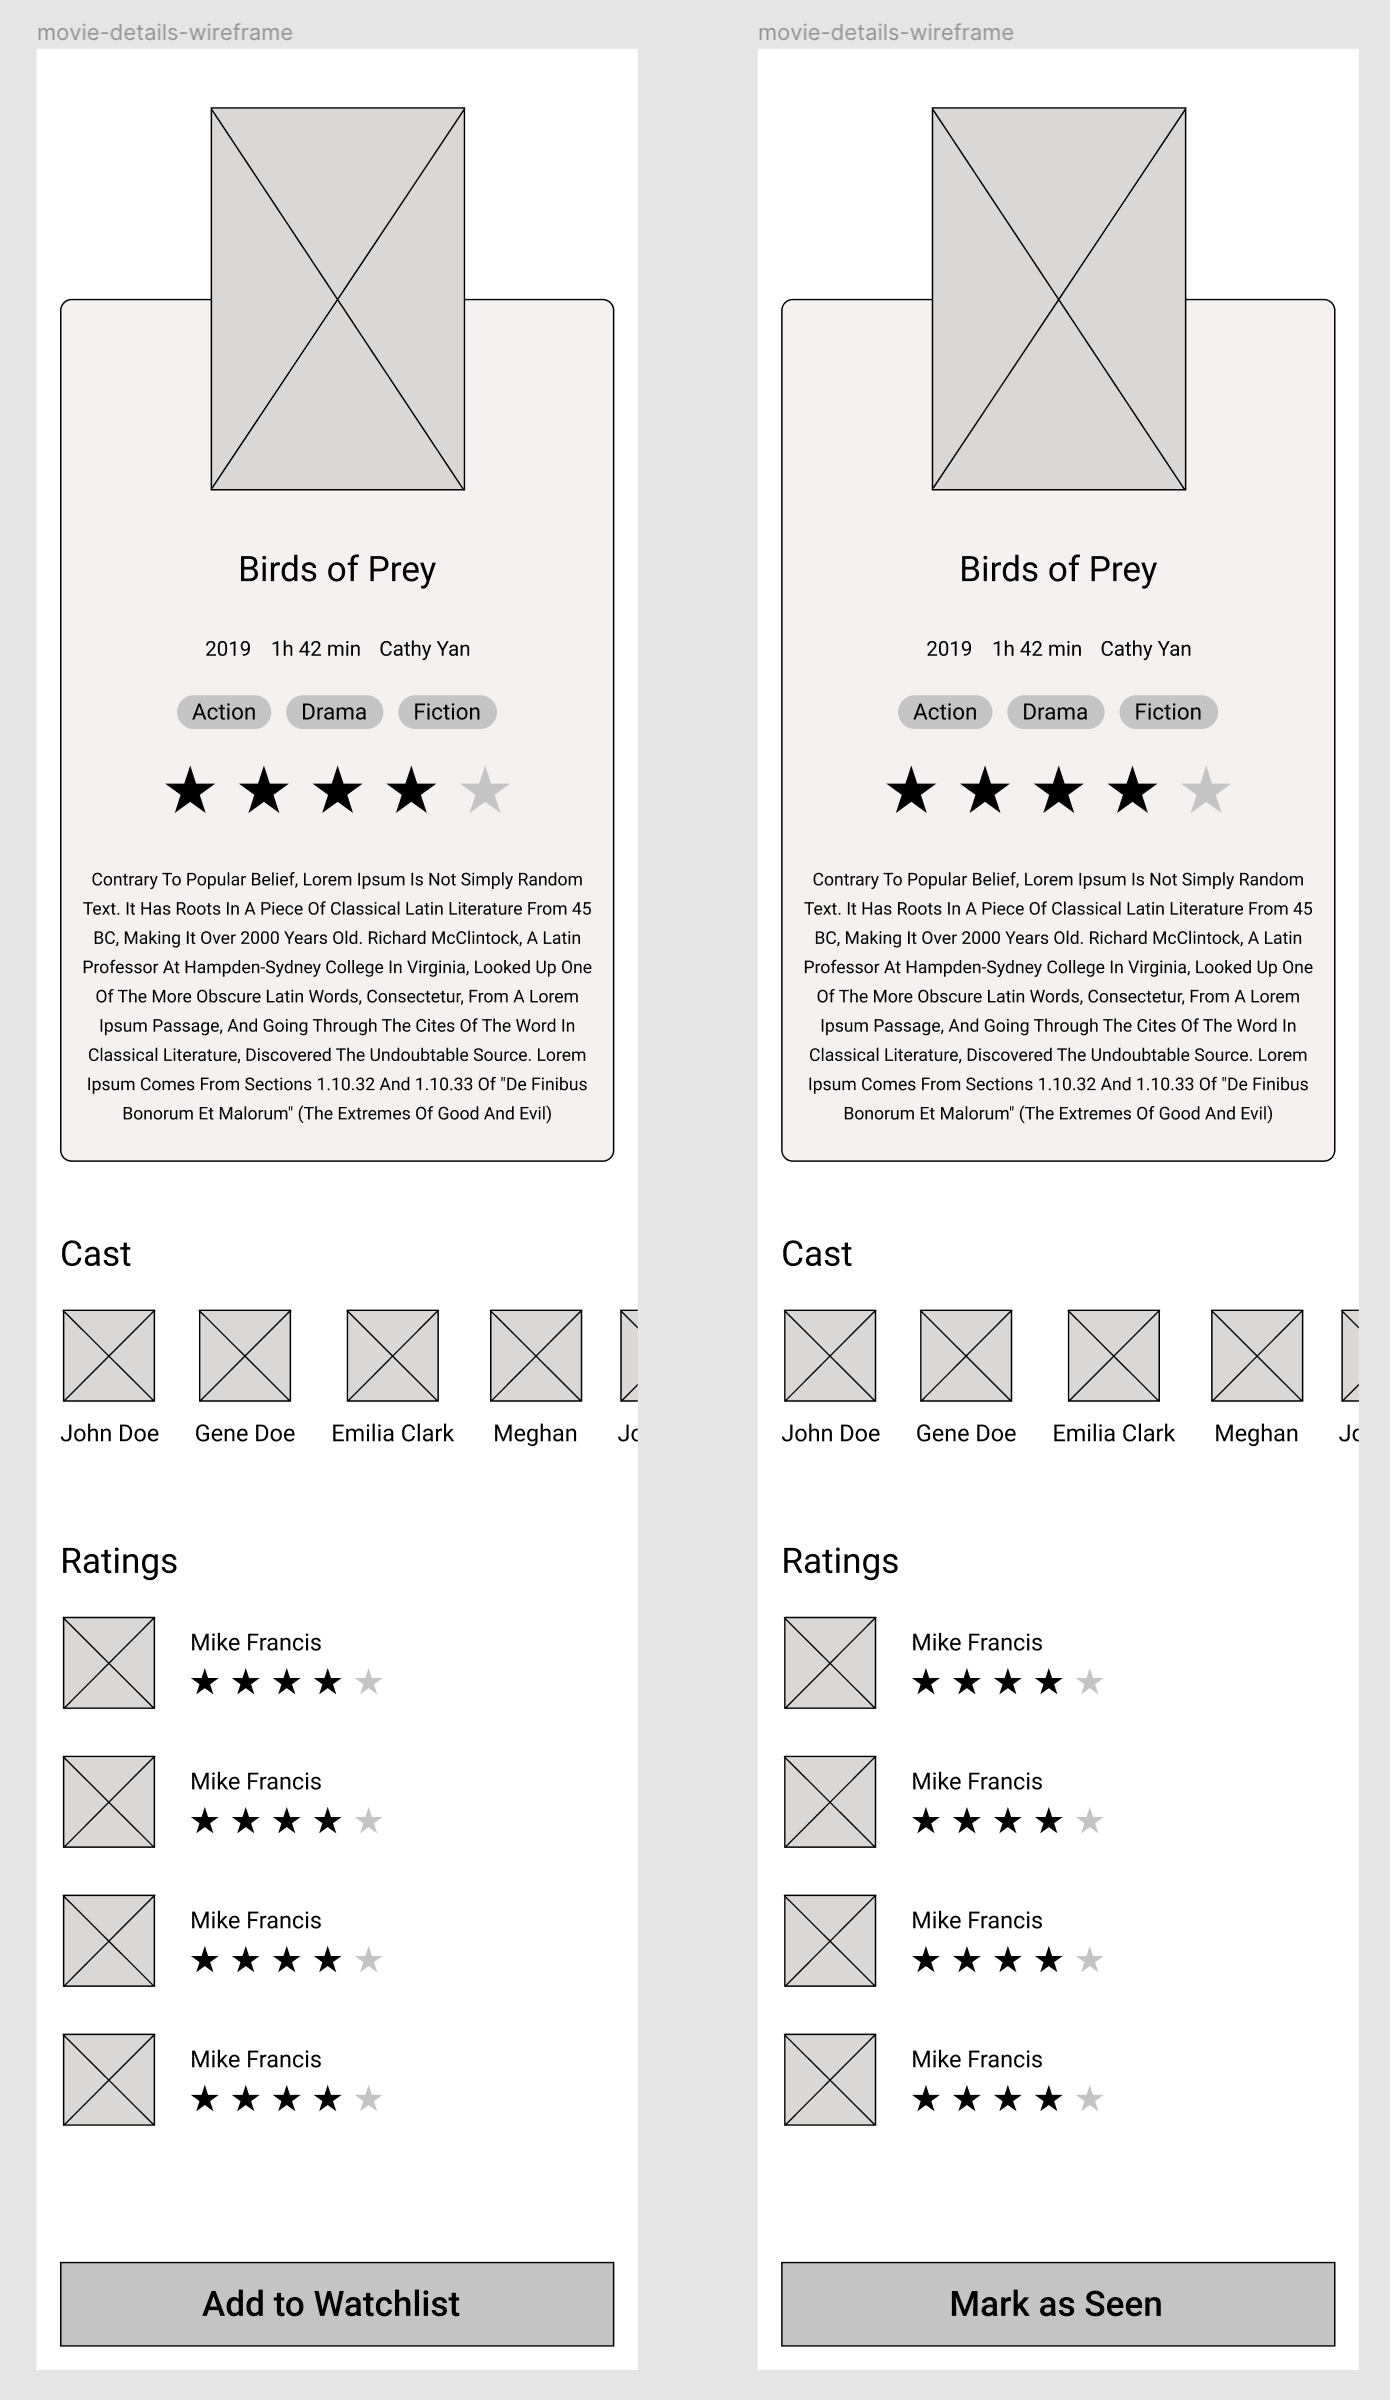 movie-details-wireframe
Birds of Prey
2019 1h 42 min Cathy Yan
Action Drama Fiction
Contrary To Popular Belief, Lorem Ipsum Is Not Simply Random
Text. It Has Roots In A Piece Of Classical Latin Literature From 45
BC, Making It Over 2000 Years Old. Richard McClintock, A Latin
Professor At Hampden-Sydney College In Virginia, Looked Up One
Of The More Obscure Latin Words, Consectetur, From A Lorem
Ipsum Passage, And Going Through The Cites Of The Word In
Classical Literature, Discovered The Undoubtable Source. Lorem
Ipsum Comes From Sections 1.10.32 And 1.10.33 Of "De Finibus
Bonorum Et Malorum" (The Extremes Of Good And Evil)
Cast
John Doe Gene Doe Emilia Clark Meghan Jo
Ratings
Mike Francis
Mike Francis
Mike Francis
Mike Francis
Add to Watchlist
movie-details-wireframe
Birds of Prey
2019 1h 42 min Cathy Yan
Action Drama Fiction
Contrary To Popular Belief, Lorem Ipsum Is Not Simply Random
Text. It Has Roots In A Piece Of Classical Latin Literature From 45
BC, Making It Over 2000 Years Old. Richard McClintock, A Latin
Professor At Hampden-Sydney College In Virginia, Looked Up One
Of The More Obscure Latin Words, Consectetur, From A Lorem
Ipsum Passage, And Going Through The Cites Of The Word In
Classical Literature, Discovered The Undoubtable Source. Lorem
Ipsum Comes From Sections 1.10.32 And 1.10.33 Of "De Finibus
Bonorum Et Malorum" (The Extremes Of Good And Evil)
Cast
John Doe Gene Doe Emilia Clark Meghan Jo
Ratings
Mike Francis
Mike Francis
Mike Francis
Mike Francis
Mark as Seen